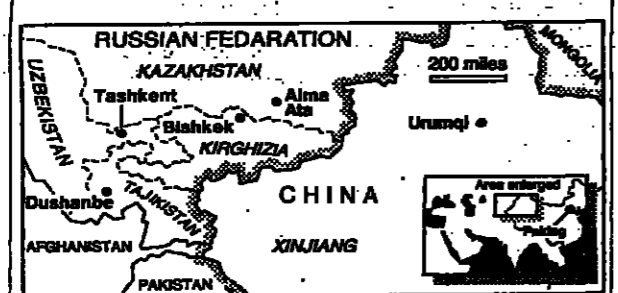 RUSSIAN FEDARATION
MONGOLIA
KAZAKHSTAN
200 miles
UZBEKISTAN
Tashkent
Alma
Ata
Bishkek
Urumqi
KIRGHIZIA
Area enlarged
CHINA
Dushanbe
TAJIKISTAN
Peking
AFGHANISTAN
XINJIANG
PAKISTAN